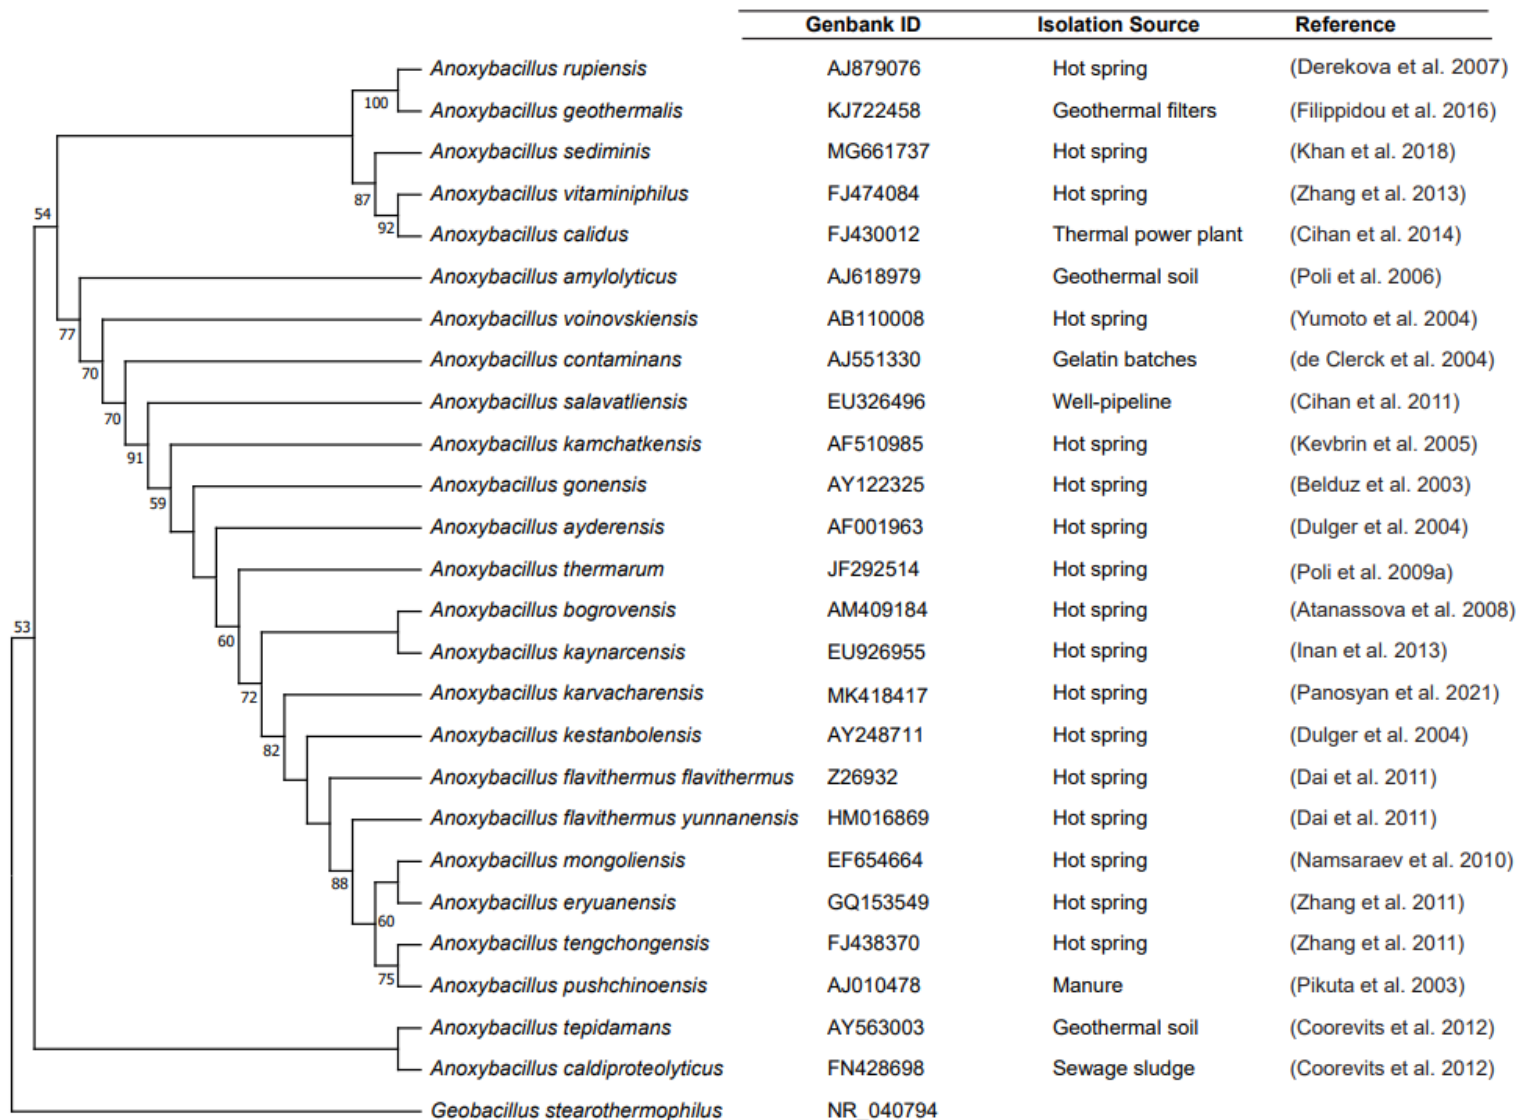 Genbank ID Isolation Source Reference
Anoxybacillus rupiensis AJ879076 Hot spring (Derekova et al. 2007)
100
Anoxybacillus geothermalis KJ722458 Geothermal filters (Filippidou et al. 2016)
Anoxybacillus sediminis MG661737 Hot spring (Khan et al. 2018)
87
Anoxybacillus vitaminiphilus FJ474084 Hot spring (Zhang et al. 2013)
54
92
Anoxybacillus calidus FJ430012 Thermal power plant (Cihan et al. 2014)
Anoxybacillus amylolyticus AJ618979 Geothermal soil (Poli et al. 2006)
77
Anoxybacillus voinovskiensis AB110008 Hot spring (Yumoto et al. 2004)
70
Anoxybacillus contaminans AJ551330 Gelatin batches (de Clerck et al. 2004)
70
Anoxybacillus salavatliensis EU326496 Well-pipeline (Cihan et al. 2011)
91
Anoxybacillus kamchatkensis AF510985 Hot spring (Kevbrin et al. 2005)
59
Anoxybacillus gonensis AY122325 Hot spring (Belduz et al. 2003)
Anoxybacillus ayderensis AF001963 Hot spring (Dulger et al. 2004)
Anoxybacillus thermarum JF292514 Hot spring (Poli et al. 2009a)
Anoxybacillus bogrovensis AM409184 Hot spring (Atanassova et al. 2008)
53
60
Anoxybacillus kaynarcensis EU926955 Hot spring (Inan et al. 2013)
72
Anoxybacillus karvacharensis MK418417 Hot spring (Panosyan et al. 2021)
Anoxybacillus kestanbolensis AY248711 Hot spring (Dulger et al. 2004)
82
Anoxybacillus flavithermus flavithermus Z26932 Hot spring (Dai et al. 2011)
Anoxybacillus flavithermus yunnanensis HM016869 Hot spring (Dai et al. 2011)
Anoxybacillus mongoliensis EF654664 Hot spring (Namsaraev et al. 2010)
88
Anoxybacillus eryuanensis GQ153549 Hot spring (Zhang et al. 2011)
60
Anoxybacillus tengchongensis FJ438370 Hot spring (Zhang et al. 2011)
75
Anoxybacillus pushchinoensis AJ010478 Manure (Pikuta et al. 2003)
Anoxybacillus tepidamans AY563003 Geothermal soil (Coorevits et al. 2012)
Anoxybacillus caldiproteolyticus FN428698 Sewage sludge (Coorevits et al. 2012)
Geobacillus stearothermophilus NR_040794